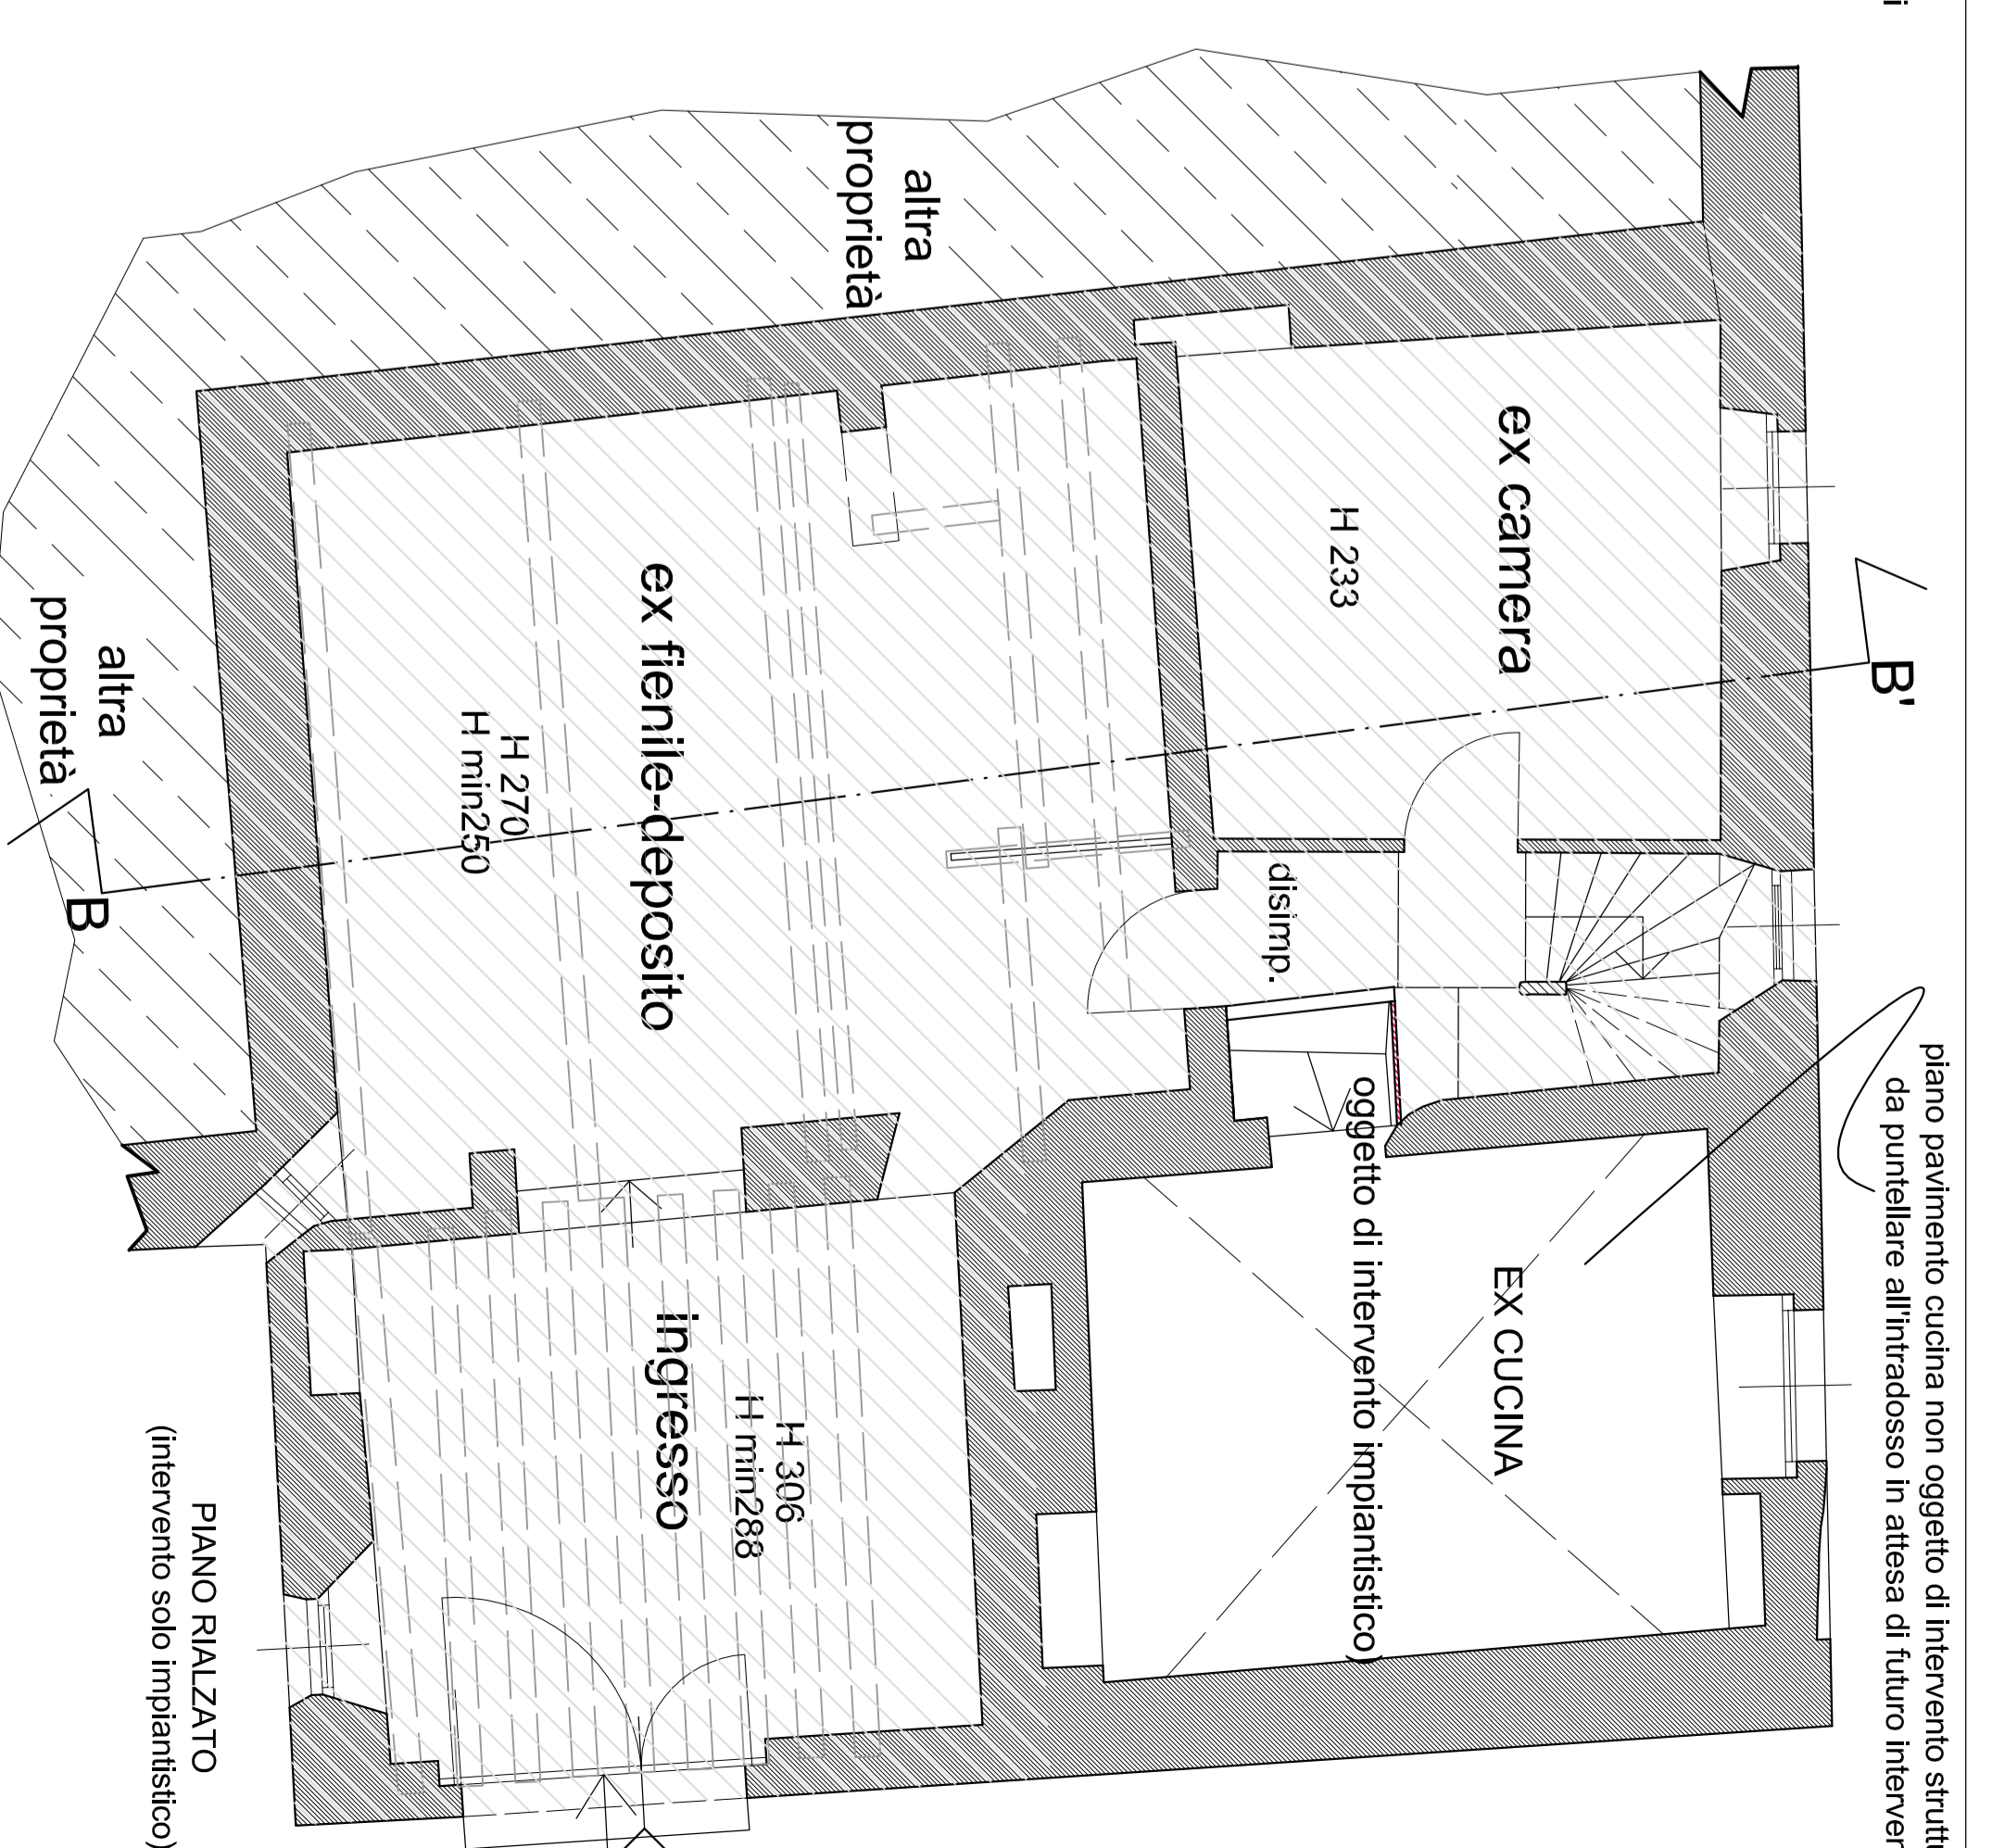 piano pavimento cucina non oggetto di intervento
da puntellare all'intradosso in attesa di futuro
B'
ex camera
H 233
altra
proprietà
disimp.
EX CUCINA
oggetto di intervento impiantistico)
ex fienile-deposito
H 270
H min250
ingresso
H 306
H min288
altra
proprietà
B
PIANO RIALZATO
(intervento solo impiantistico)